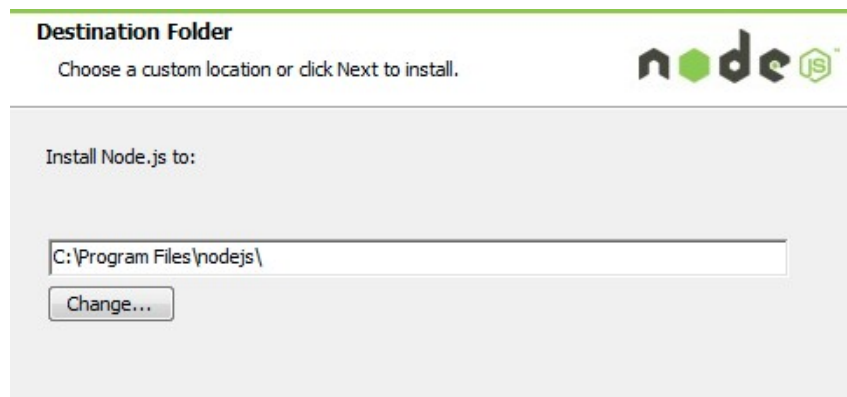 Destination Folder
Choose a custom location or click Next to install.
node JS™
Install Node.js to:
C:\Program Files\nodejs\
Change...